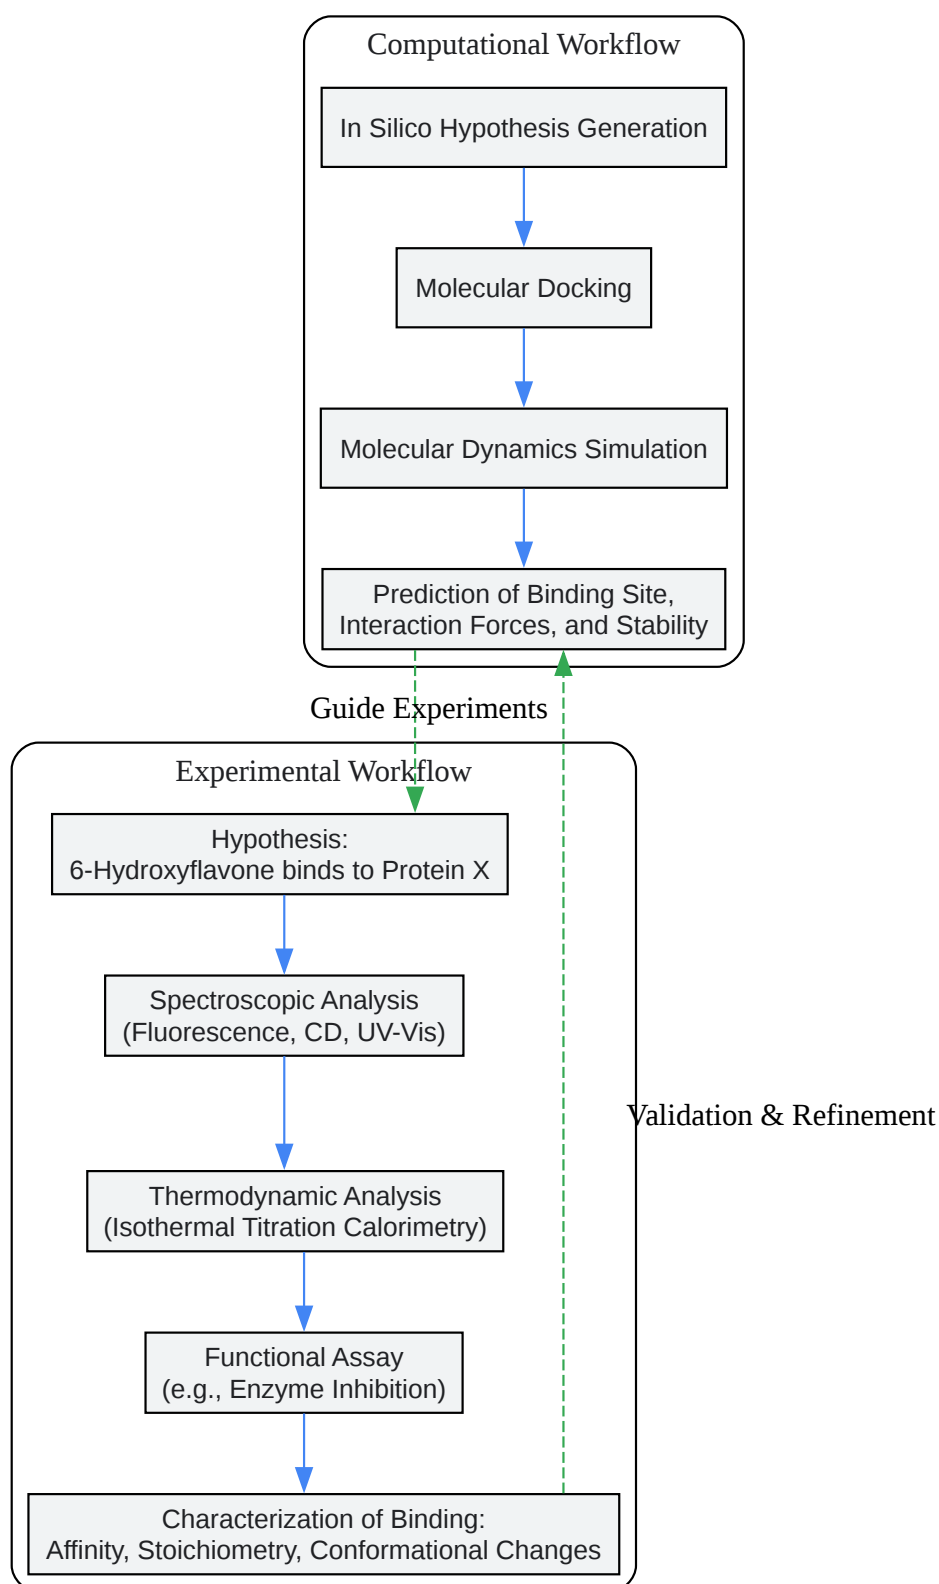 Computational Workflow
In Silico Hypothesis Generation
Molecular Docking
Molecular Dynamics Simulation
Prediction of Binding Site,
Interaction Forces, and Stability
Guide Experiments
Experimental Workflow
Hypothesis:
6-Hydroxyflavone binds to Protein X
Spectroscopic Analysis
(Fluorescence, CD, UV-Vis)
Validation & Refinement
Thermodynamic Analysis
(Isothermal Titration Calorimetry)
Functional Assay
(e.g., Enzyme Inhibition)
Characterization of Binding:
Affinity, Stoichiometry, Conformational Changes